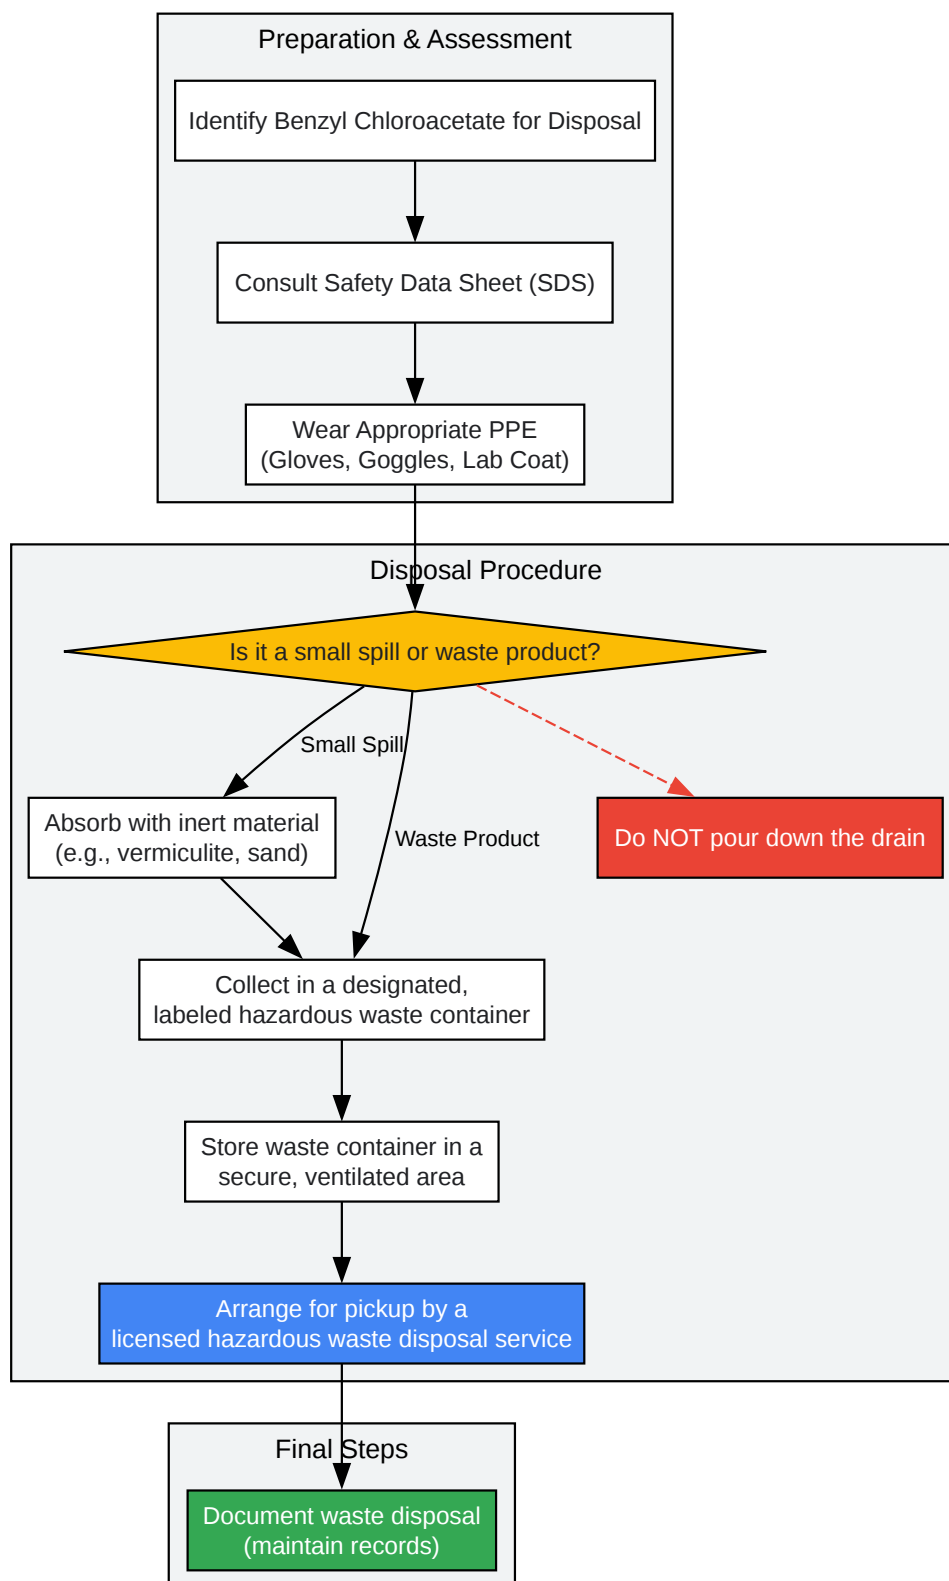 Preparation & Assessment
Identify Benzyl Chloroacetate for Disposal
Consult Safety Data Sheet (SDS)
Wear Appropriate PPE
(Gloves, Goggles, Lab Coat)
Disposal Procedure
Is it a small spill or waste product?
Small Spill
Absorb with inert material
(e.g., vermiculite, sand)
Waste Product
Do NOT pour down the drain
Collect in a designated,
labeled hazardous waste container
Store waste container in a
secure, ventilated area
Arrange for pickup by a
licensed hazardous waste disposal service
Final Steps
Document waste disposal
(maintain records)